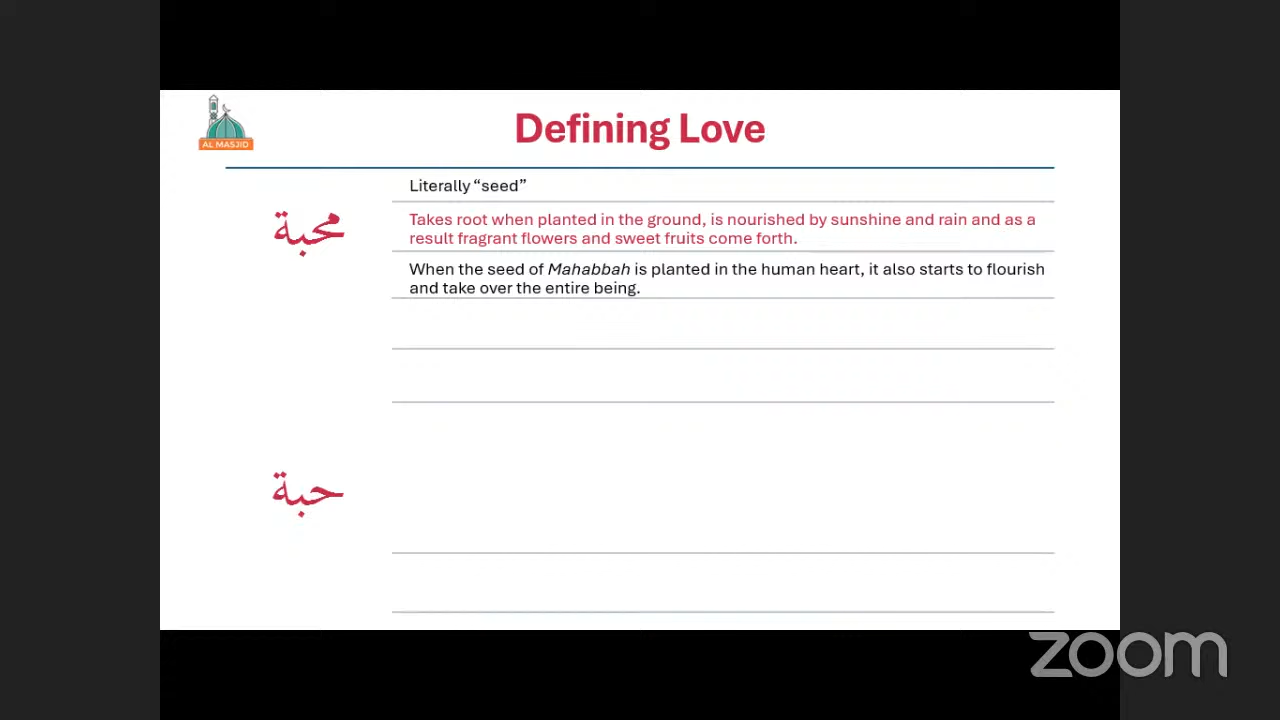 AL MASJID
Defining Love
Literally “seed”
محبة
Takes root when planted in the ground, is nourished by sunshine and rain and as a
result fragrant flowers and sweet fruits come forth.
When the seed of Mahabbah is planted in the human heart, it also starts to flourish
and take over the entire being.
حبة
zoom